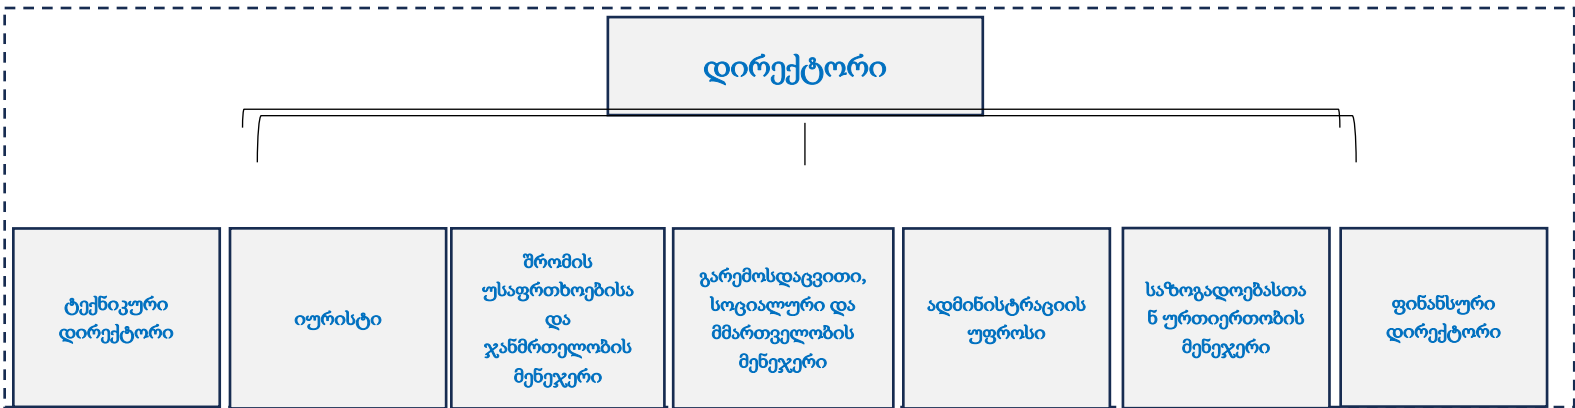 დირექტორი
ტექნიკური
დირექტორი
იურისტი
შრომის
უსაფრთხოებისა
და
ჯანმრთელობის
მენეჯერი
გარემოსდაცვითი,
სოციალური და
მმართველობის
მენეჯერი
ადმინისტრაციის
უფროსი
საზოგადოებასთა
ნ ურთიერთობის
მენეჯერი
ფინანსური
დირექტორი